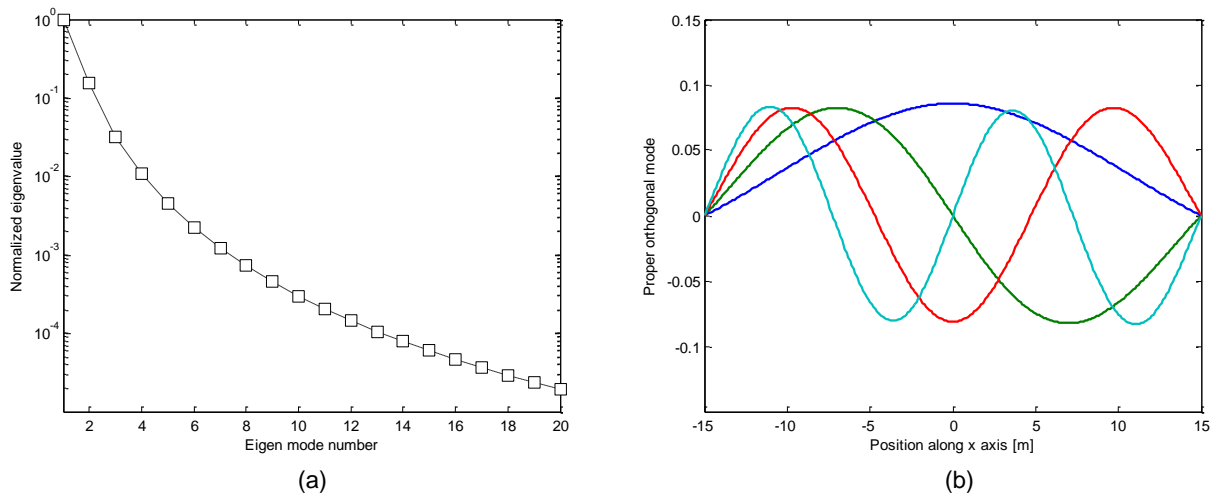 10^0
10^-1
10^-2
10^-3
10^-4
Normalized eigenvalue
2 4 6 8 10 12 14 16 18 20
Eigen mode number
(a)
0.15
0.1
0.05
0
-0.05
-0.1
Proper orthogonal mode
-15 -10 -5 0 5 10 15
Position along x axis [m]
(b)